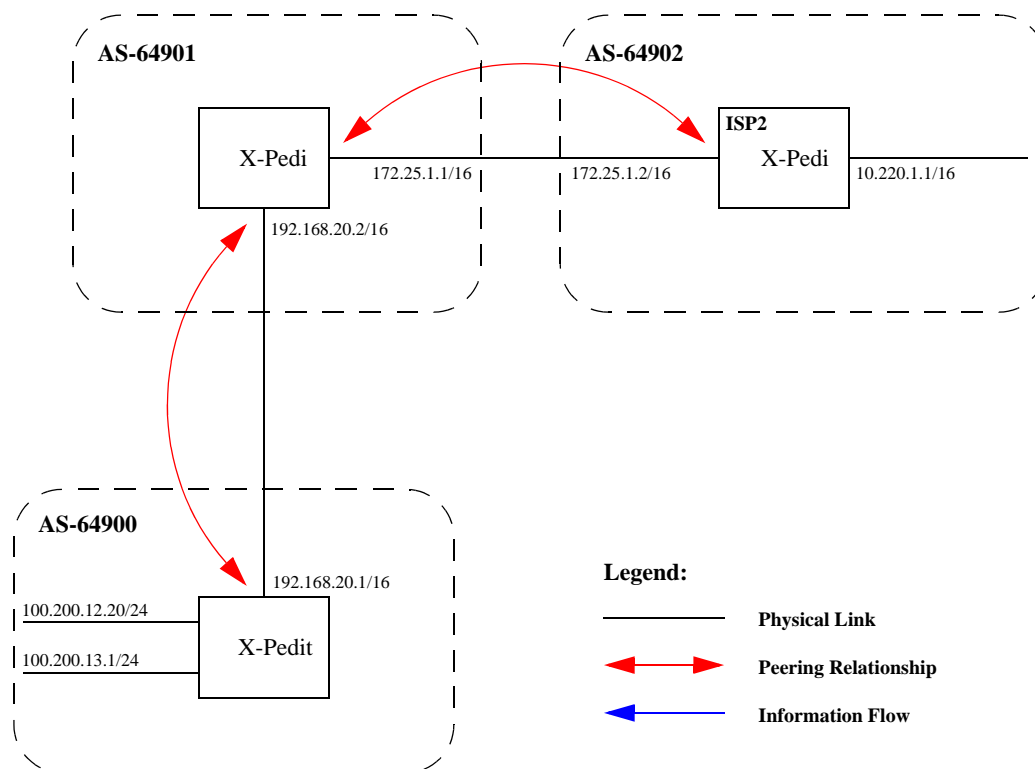 AS-64901
AS-64902
ISP2
X-Pedi
X-Pedi
172.25.1.1/16
172.25.1.2/16
10.220.1.1/16
192.168.20.2/16
AS-64900
192.168.20.1/16
100.200.12.20/24
X-Pedit
100.200.13.1/24
Legend:
Physical Link
Peering Relationship
Information Flow